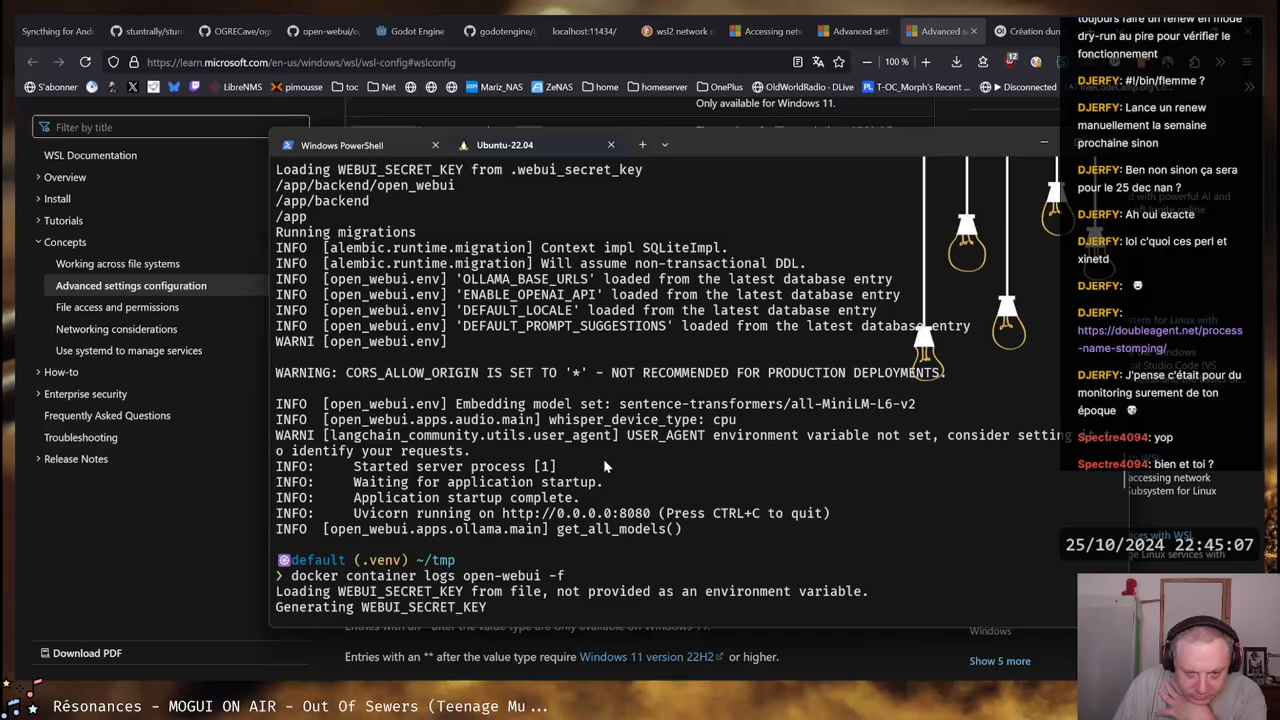 Syncthing for And
stuntrally/stunt
OGRECave/ogr
open-webui/o
Godot Engine
godotengine/g
localhost:11434/
wsl2 network n
Accessing netw
Advanced sett
Advanced s
Création dun
https://learn.microsoft.com/en-us/windows/wsl/wsl-config#wslconfig
100 %
12
S'abonner
toc
Net
LibreNMS
pimousse
Mariz_NAS
ZeNAS
home
homeserver
OldWorldRadio - DLive
T-OC_Morph's Recent ...
Disconnected
Only available for Windows 11.
Filter by title
WSL Documentation
Overview
Install
Tutorials
Concepts
Working across file systems
Advanced settings configuration
File access and permissions
Networking considerations
Use systemd to manage services
How-to
Enterprise security
Frequently Asked Questions
Troubleshooting
Release Notes
Download PDF
Windows PowerShell
Ubuntu-22.04
Loading WEBUI_SECRET_KEY from .webui_secret_key
/app/backend/open_webui
/app/backend
/app
Running migrations
INFO  [alembic.runtime.migration] Context impl SQLiteImpl.
INFO  [alembic.runtime.migration] Will assume non-transactional DDL.
INFO  [open_webui.env] 'OLLAMA_BASE_URLS' loaded from the latest database entry
INFO  [open_webui.env] 'ENABLE_OPENAI_API' loaded from the latest database entry
INFO  [open_webui.env] 'DEFAULT_LOCALE' loaded from the latest database entry
INFO  [open_webui.env] 'DEFAULT_PROMPT_SUGGESTIONS' loaded from the latest database entry
WARNI [open_webui.env]
WARNING: CORS_ALLOW_ORIGIN IS SET TO '*' - NOT RECOMMENDED FOR PRODUCTION DEPLOYMENTS.
INFO  [open_webui.env] Embedding model set: sentence-transformers/all-MiniLM-L6-v2
INFO  [open_webui.apps.audio.main] whisper_device_type: cpu
WARNI [langchain_community.utils.user_agent] USER_AGENT environment variable not set, consider setting it t
o identify your requests.
INFO:     Started server process [1]
INFO:     Waiting for application startup.
INFO:     Application startup complete.
INFO:     Uvicorn running on http://0.0.0.0:8080 (Press CTRL+C to quit)
INFO  [open_webui.apps.ollama.main] get_all_models()
default (.venv) ~/tmp
❯ docker container logs open-webui -f
Loading WEBUI_SECRET_KEY from file, not provided as an environment variable.
Generating WEBUI_SECRET_KEY
Entries with an ** after the value type require Windows 11 version 22H2 or higher.
toujours faire un renew en mode
dry-run au pire pour vérifier le
fonctionnement
DJERFY: #!/bin/flemme ?
DJERFY: Lance un renew
manuellement la semaine
prochaine sinon
DJERFY: Ben non sinon ça sera
pour le 25 dec nan ?
DJERFY: Ah oui exacte
DJERFY: lol c'quoi ces perl et
xinetd
DJERFY:
DJERFY:
https://doubleagent.net/process
-name-stomping/
DJERFY: J'pense c'était pour du
monitoring surement de ton
époque
Spectre4094: yop
Spectre4094: bien et toi ?
accessing network
Subsystem for Linux
25/10/2024 22:45:07
Windows
Show 5 more
Résonances - MOGUI ON AIR - Out Of Sewers (Teenage Mu ...